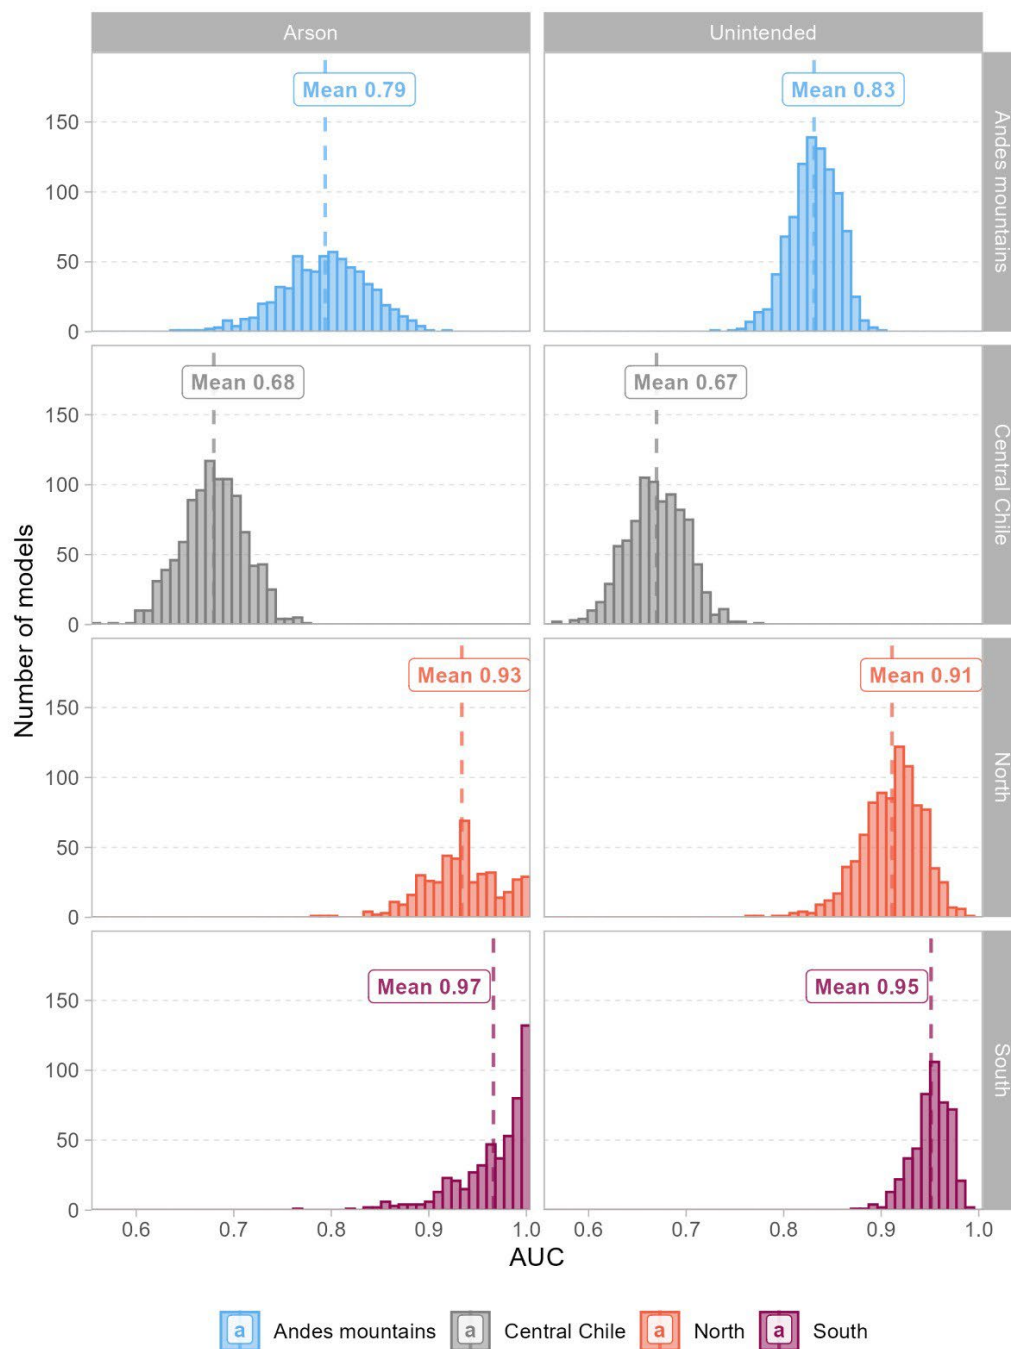 Arson
Unintended
Mean 0.79
Mean 0.83
Andes mountains
150
100
50
0
Mean 0.68
Mean 0.67
Central Chile
150
100
50
0
Number of models
Mean 0.93
Mean 0.91
North
150
100
50
0
Mean 0.97
Mean 0.95
South
150
100
50
0
0.6 0.7 0.8 0.9 1.0 0.6 0.7 0.8 0.9 1.0
AUC
a Andes mountains a Central Chile a North a South